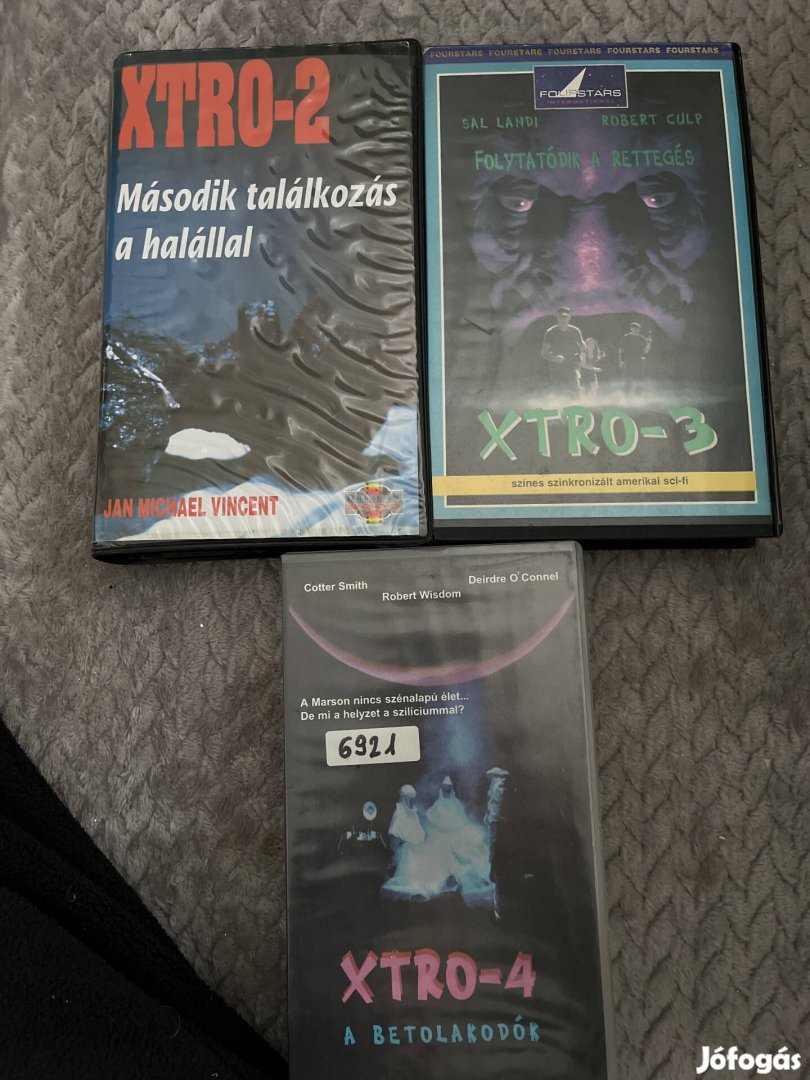 XTRO-2
Második találkozás
a halállal
JAN MICHAEL VINCENT
FOURSTARS FOURSTARS FOURSTARS FOURSTARS FOURSTARS
FOURSTARS
INTERNATIONAL
SAL LANDI ROBERT CULP
FOLYTATÓDIK A RETTEGÉS
XTRO-3
színes szinkronizált amerikai sci-fi
Cotter Smith
Robert Wisdom
Deirdre O'Connel
A Marson nincs szénalapú élet...
De mi a helyzet a szilíciummal?
6921
XTRO-4
A BETOLAKODÓK
Jófogás